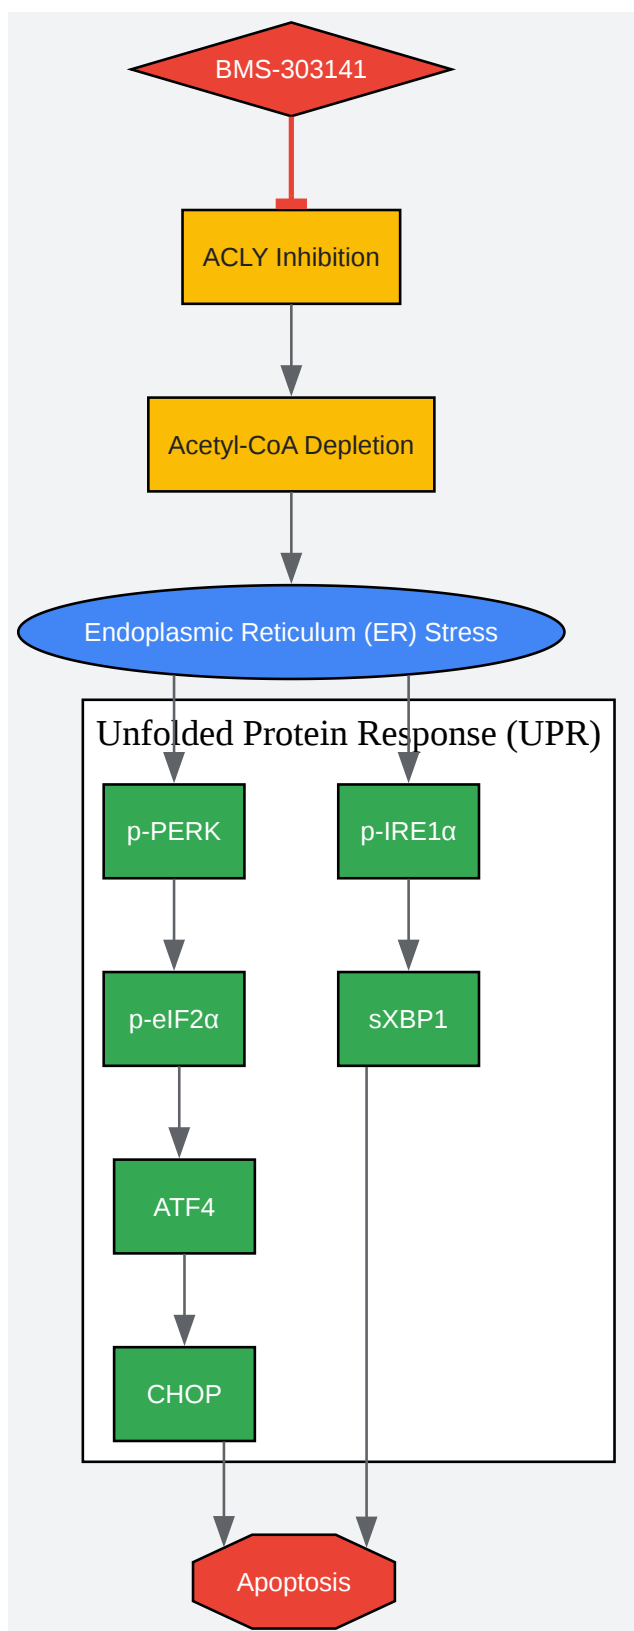 BMS-303141
ACLY Inhibition
Acetyl-CoA Depletion
Endoplasmic Reticulum (ER) Stress
Unfolded Protein Response (UPR)
p-PERK
p-IRE1α
p-eIF2α
sXBP1
ATF4
CHOP
Apoptosis